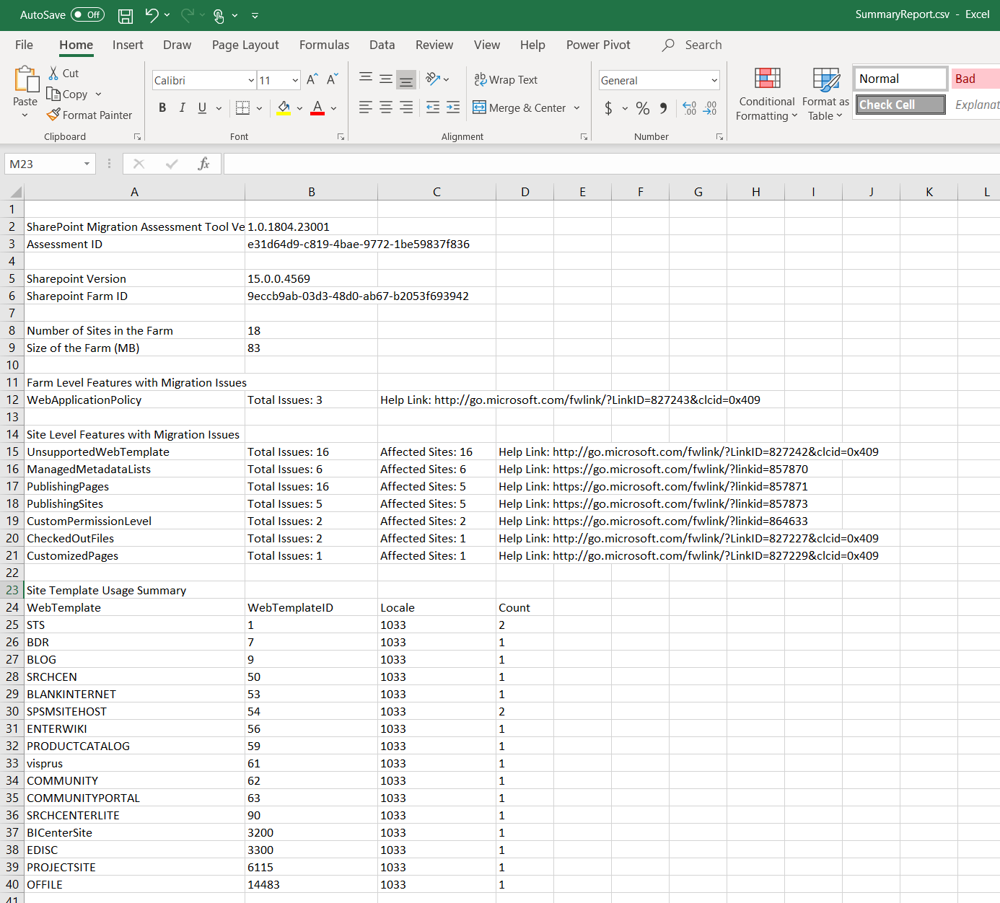 AutoSave Off SummaryReport.csv - Excel
File Home Insert Draw Page Layout Formulas Data Review View Help Power Pivot Search
Paste
Cut
Copy
Format Painter
Clipboard
Calibri 11
B I U
Font
Wrap Text
Merge & Center
Alignment
General
$ % 9 .00 .00
Number
Conditional Formatting
Format as Table
Normal Bad
Check Cell Explanat
M23 fx
A B C D E F G H I J K L
1
2 SharePoint Migration Assessment Tool Ve 1.0.1804.23001
3 Assessment ID e31d64d9-c819-4bae-9772-1be59837f836
4
5 Sharepoint Version 15.0.0.4569
6 Sharepoint Farm ID 9eccb9ab-03d3-48d0-ab67-b2053f693942
7
8 Number of Sites in the Farm 18
9 Size of the Farm (MB) 83
10
11 Farm Level Features with Migration Issues
12 WebApplicationPolicy Total Issues: 3 Help Link: http://go.microsoft.com/fwlink/?LinkID=827243&clcid=0x409
13
14 Site Level Features with Migration Issues
15 UnsupportedWebTemplate Total Issues: 16 Affected Sites: 16 Help Link: http://go.microsoft.com/fwlink/?LinkID=827242&clcid=0x409
16 ManagedMetadataLists Total Issues: 6 Affected Sites: 6 Help Link: https://go.microsoft.com/fwlink/?linkid=857870
17 PublishingPages Total Issues: 16 Affected Sites: 5 Help Link: https://go.microsoft.com/fwlink/?linkid=857871
18 PublishingSites Total Issues: 5 Affected Sites: 5 Help Link: https://go.microsoft.com/fwlink/?linkid=857873
19 CustomPermissionLevel Total Issues: 2 Affected Sites: 2 Help Link: https://go.microsoft.com/fwlink/?linkid=864633
20 CheckedOutFiles Total Issues: 2 Affected Sites: 1 Help Link: http://go.microsoft.com/fwlink/?LinkID=827227&clcid=0x409
21 CustomizedPages Total Issues: 1 Affected Sites: 1 Help Link: http://go.microsoft.com/fwlink/?LinkID=827229&clcid=0x409
22
23 Site Template Usage Summary
24 WebTemplate WebTemplateID Locale Count
25 STS 1 1033 2
26 BDR 7 1033 1
27 BLOG 9 1033 1
28 SRCHCEN 50 1033 1
29 BLANKINTERNET 53 1033 1
30 SPSMSITEHOST 54 1033 2
31 ENTERWIKI 56 1033 1
32 PRODUCTCATALOG 59 1033 1
33 visprus 61 1033 1
34 COMMUNITY 62 1033 1
35 COMMUNITYPORTAL 63 1033 1
36 SRCHCENTERLITE 90 1033 1
37 BICenterSite 3200 1033 1
38 EDISC 3300 1033 1
39 PROJECTSITE 6115 1033 1
40 OFFILE 14483 1033 1
41